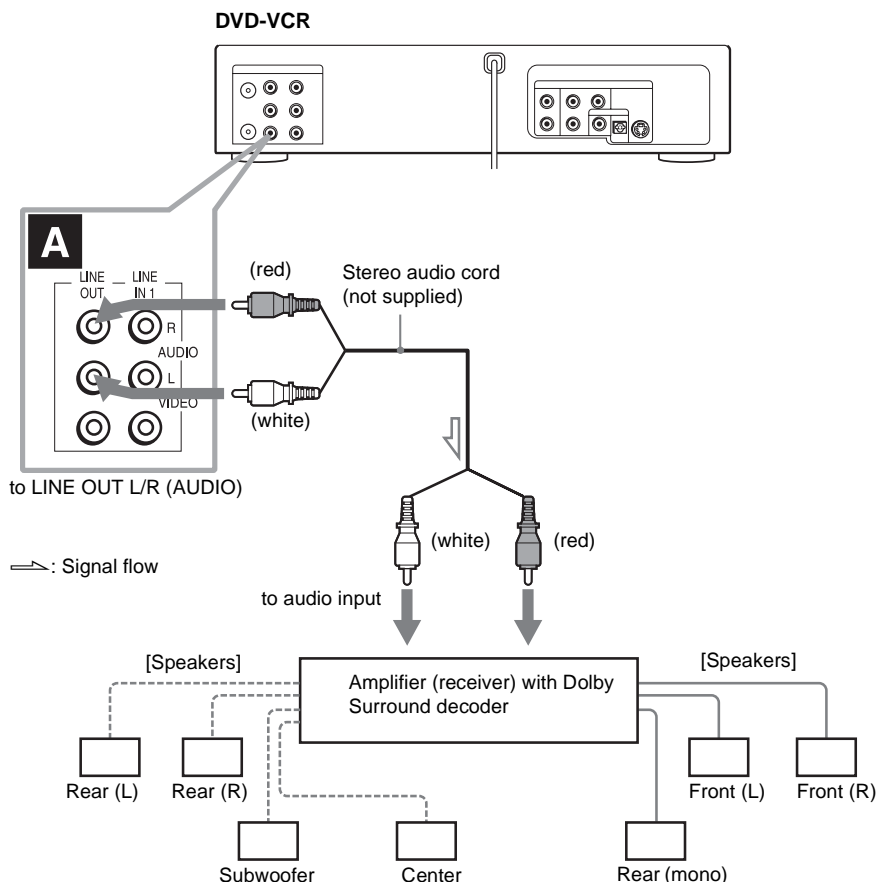 DVD-VCR
A
LINE OUT
LINE IN 1
R
AUDIO
L
VIDEO
(red)
Stereo audio cord
(not supplied)
(white)
to LINE OUT L/R (AUDIO)
(white)
(red)
: Signal flow
to audio input
[Speakers]
[Speakers]
Amplifier (receiver) with Dolby
Surround decoder
Rear (L)
Rear (R)
Front (L)
Front (R)
Subwoofer
Center
Rear (mono)